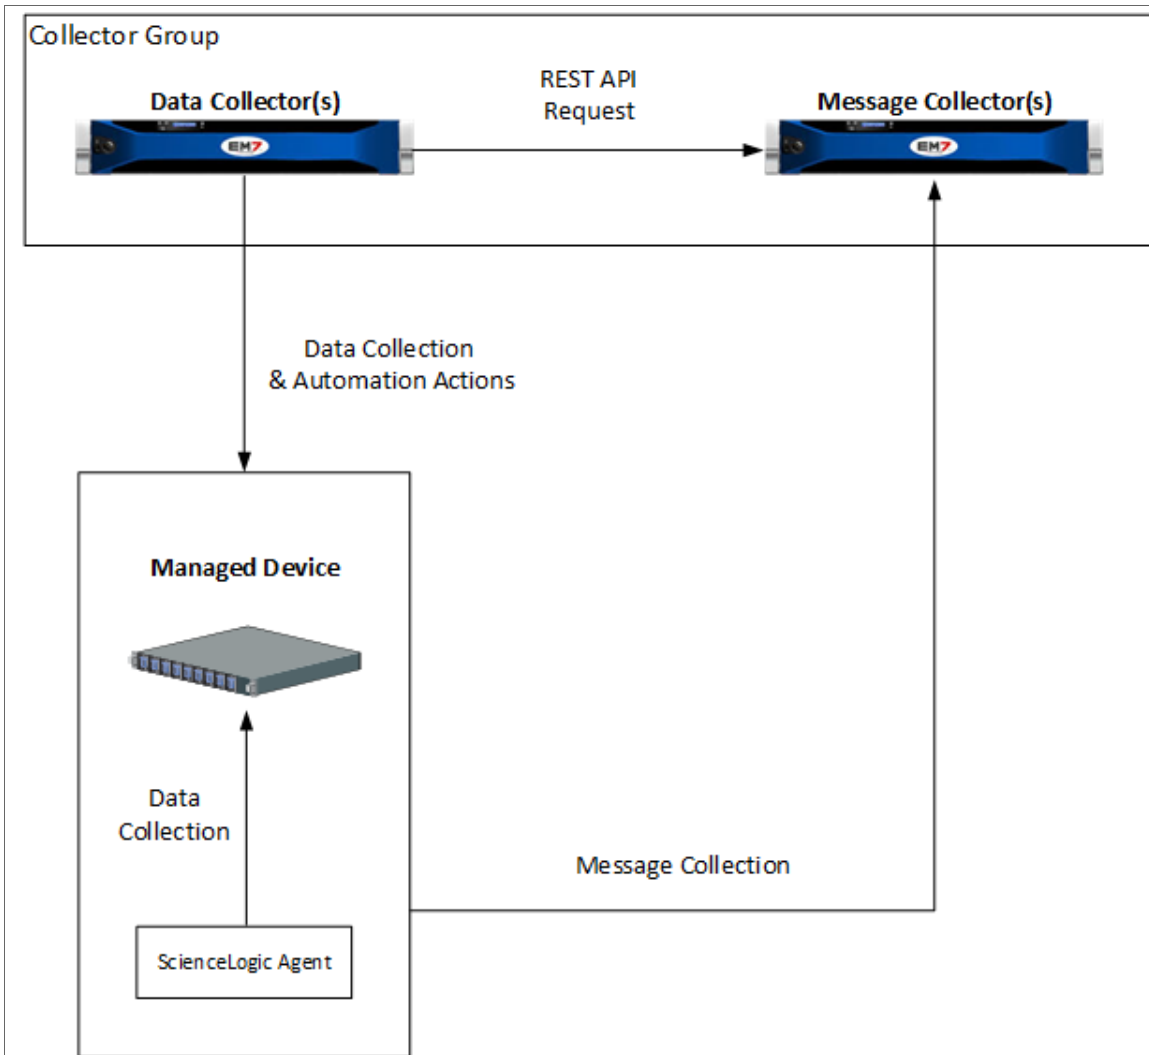 Collector Group
REST API
Request
Data Collector(s)
Message Collector(s)
EM7
EM7
Data Collection
& Automation Actions
Managed Device
Data
Collection
Message Collection
ScienceLogic Agent